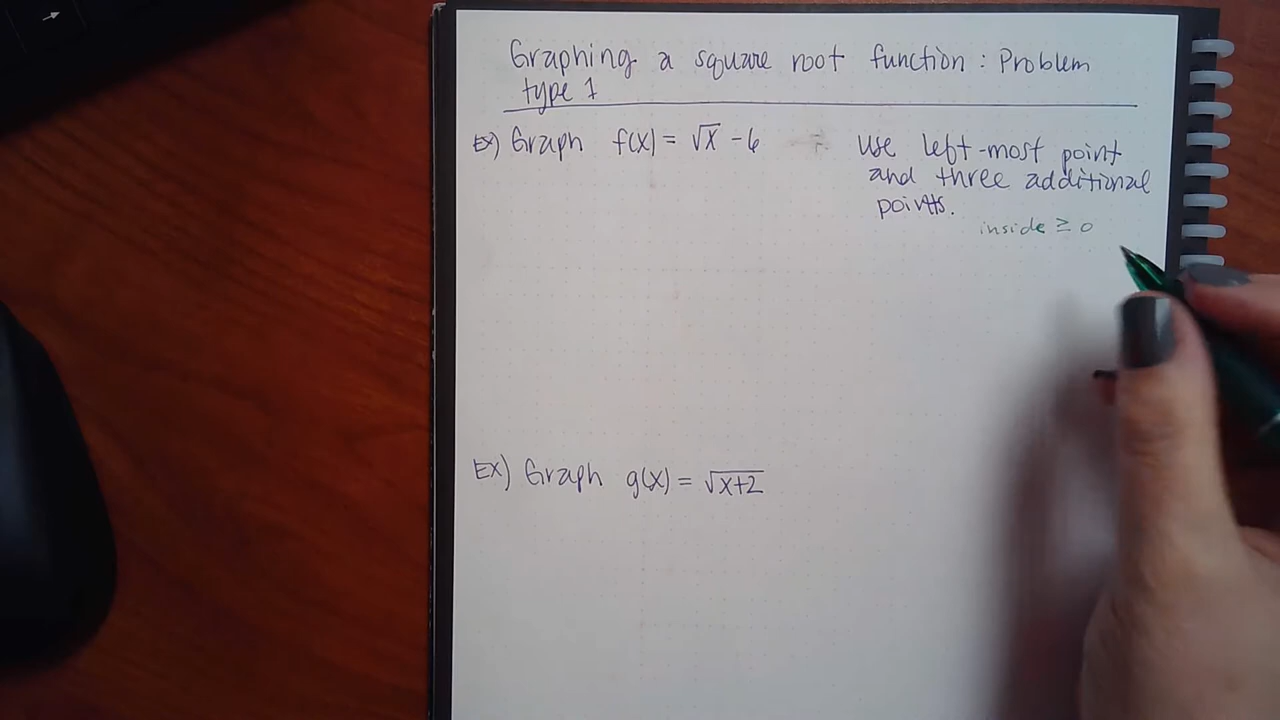 Graphing a square root function : Problem
type 1
Ex) Graph f(x) = √x - 6
use left-most point
and three additional
points.
inside ≥ 0
Ex) Graph g(x) = √x+2